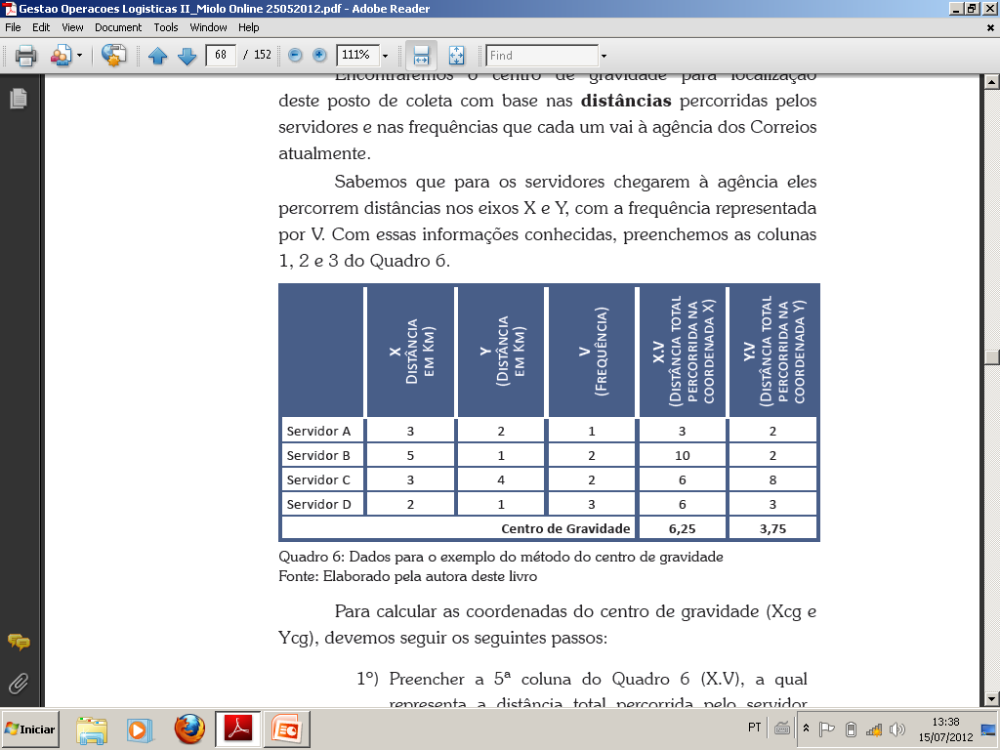 Gestao Operacoes Logisticas II_Miolo Online 25052012.pdf - Adobe Reader
File Edit View Document Tools Window Help
68 / 152 111% Find
Encontraremos o centro de gravidade para localização
deste posto de coleta com base nas distâncias percorridas pelos
servidores e nas frequências que cada um vai à agência dos Correios
atualmente.
Sabemos que para os servidores chegarem à agência eles
percorrem distâncias nos eixos X e Y, com a frequência representada
por V. Com essas informações conhecidas, preenchemos as colunas
1, 2 e 3 do Quadro 6.
X
DISTÂNCIA
EM KM)
Y
(DISTÂNCIA
EM KM)
V
(FREQUÊNCIA)
X.V
(DISTÂNCIA TOTAL
PERCORRIDA NA
COORDENADA X)
Y.V
(DISTÂNCIA TOTAL
PERCORRIDA NA
COORDENADA Y)
Servidor A 3 2 1 3 2
Servidor B 5 1 2 10 2
Servidor C 3 4 2 6 8
Servidor D 2 1 3 6 3
Centro de Gravidade 6,25 3,75
Quadro 6: Dados para o exemplo do método do centro de gravidade
Fonte: Elaborado pela autora deste livro
Para calcular as coordenadas do centro de gravidade (Xcg e
Ycg), devemos seguir os seguintes passos:
1º) Preencher a 5ª coluna do Quadro 6 (X.V), a qual
representa a distância total percorrida pelo servidor
Iniciar PT 13:38
15/07/2012